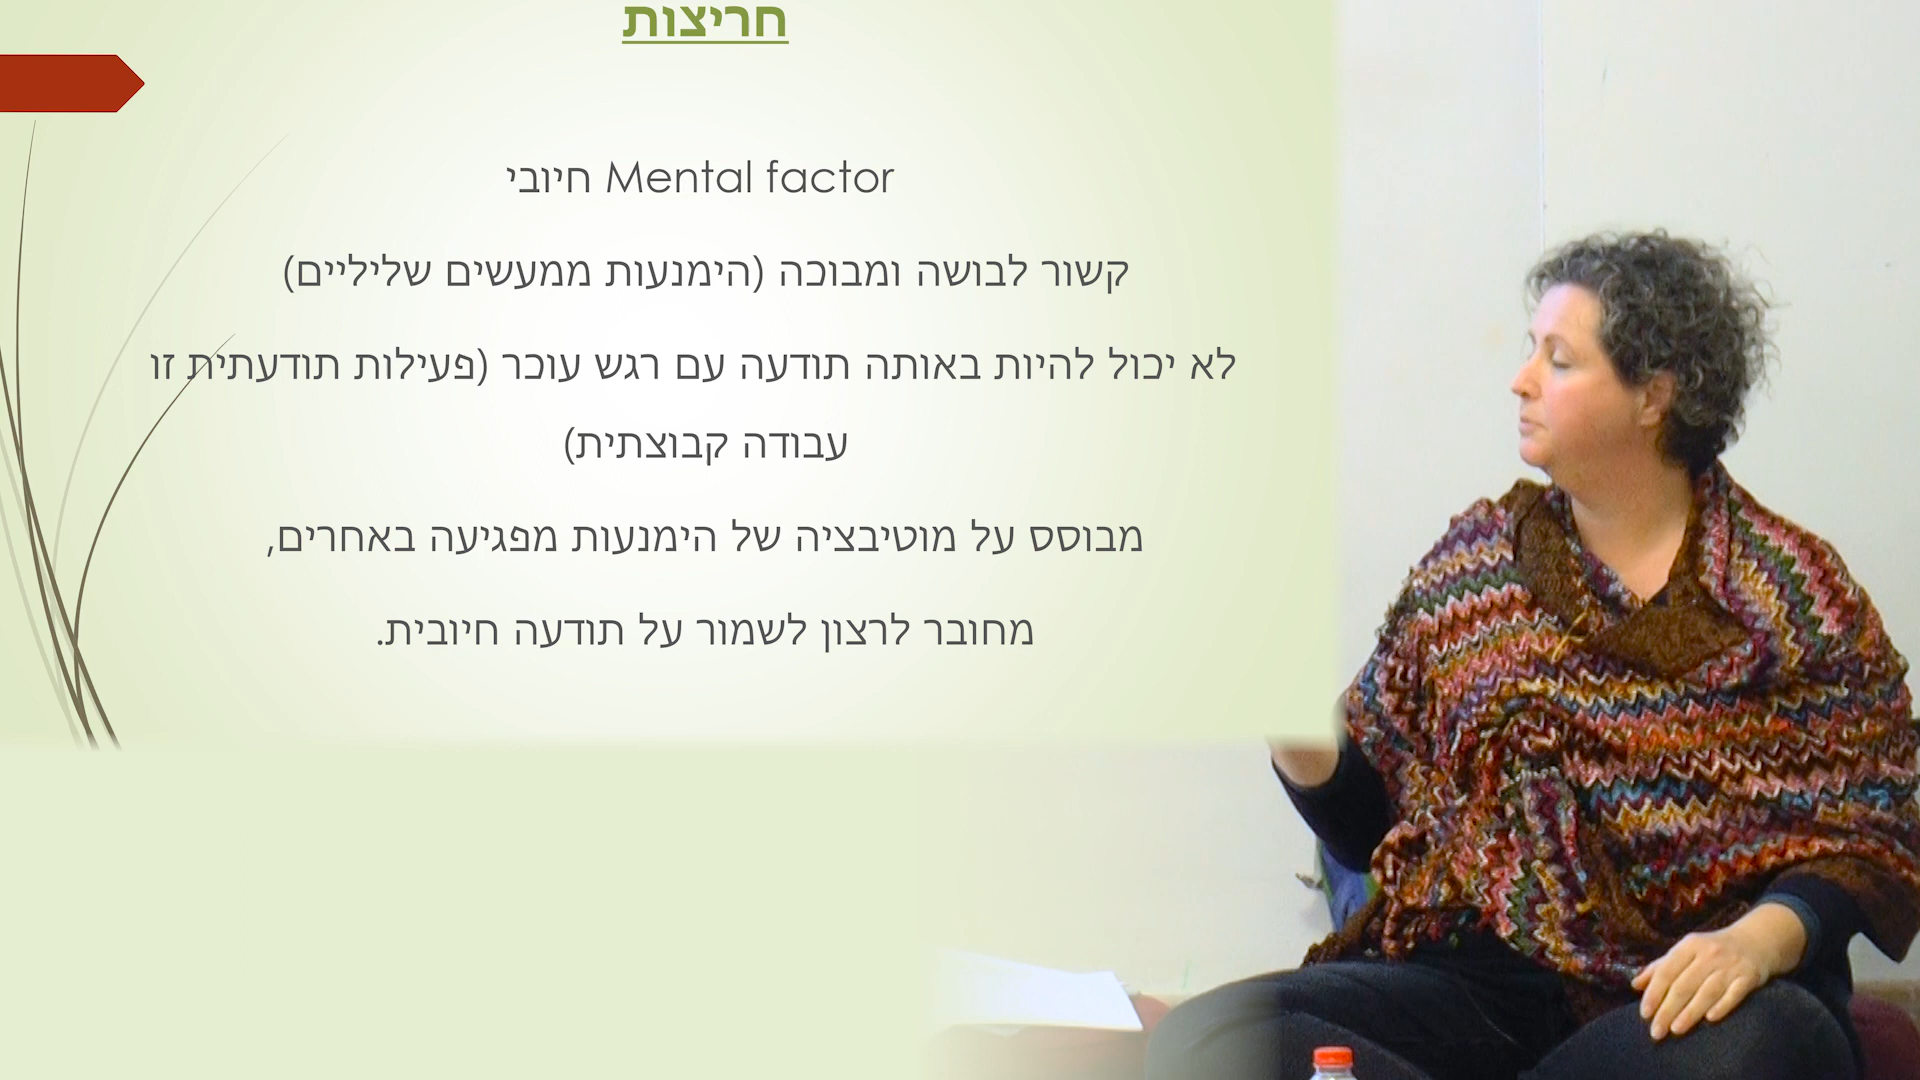 חריצות
Mental factor חיובי
קשור לבושה ומבוכה (הימנעות ממעשים שליליים)
לא יכול להיות באותה תודעה עם רגש עוכר (פעילות תודעתית זו
עבודה קבוצתית)
מבוסס על מוטיבציה של הימנעות מפגיעה באחרים,
מחובר לרצון לשמור על תודעה חיובית.